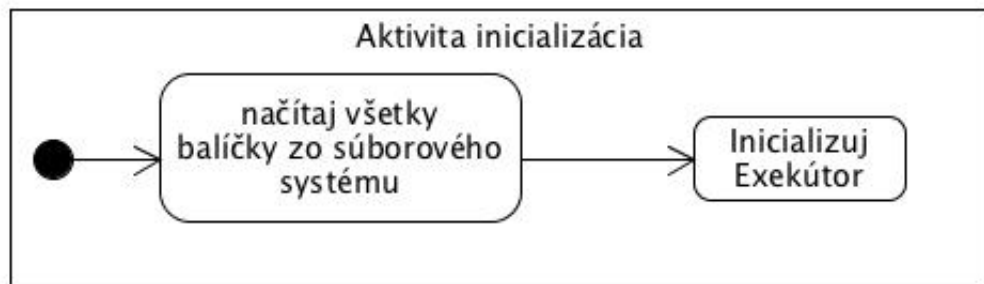 Aktivita inicializácia
načítaj všetky
balíčky zo súborového
systému
Inicializuj
Exekútor